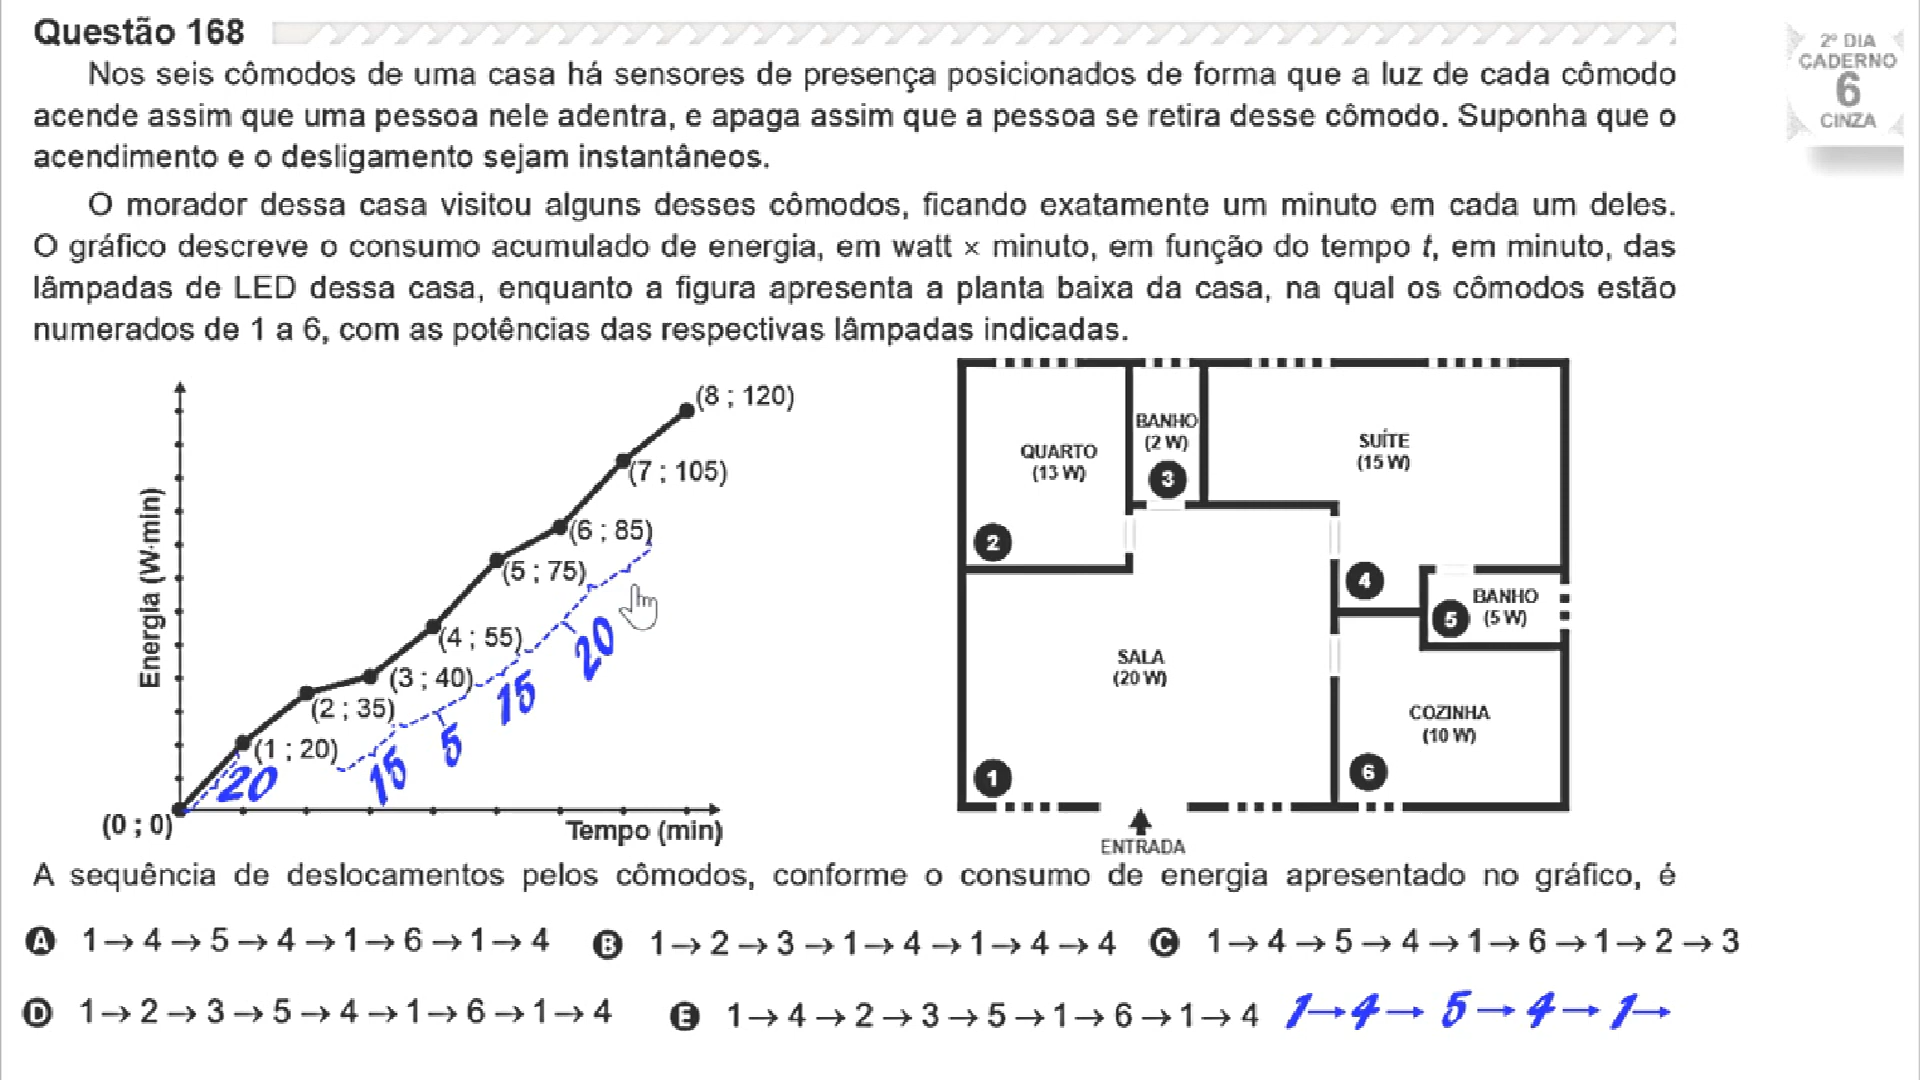 Questão 168
2º DIA
CADERNO
6
CINZA
Nos seis cômodos de uma casa há sensores de presença posicionados de forma que a luz de cada cômodo
acende assim que uma pessoa nele adentra, e apaga assim que a pessoa se retira desse cômodo. Suponha que o
acendimento e o desligamento sejam instantâneos.
O morador dessa casa visitou alguns desses cômodos, ficando exatamente um minuto em cada um deles.
O gráfico descreve o consumo acumulado de energia, em watt × minuto, em função do tempo t, em minuto, das
lâmpadas de LED dessa casa, enquanto a figura apresenta a planta baixa da casa, na qual os cômodos estão
numerados de 1 a 6, com as potências das respectivas lâmpadas indicadas.
Energia (W·min)
(8 ; 120)
(7 ; 105)
(6 ; 85)
(5 ; 75)
(4 ; 55)
(3 ; 40)
(2 ; 35)
(1 ; 20)
(0 ; 0)
20
15
5
15
20
Tempo (min)
QUARTO
(13 W)
2
BANHO
(2 W)
3
SUÍTE
(15 W)
4
BANHO
(5 W)
5
SALA
(20 W)
1
COZINHA
(10 W)
6
ENTRADA
A sequência de deslocamentos pelos cômodos, conforme o consumo de energia apresentado no gráfico, é
A 1→4→5→4→1→6→1→4
B 1→2→3→1→4→1→4→4
C 1→4→5→4→1→6→1→2→3
D 1→2→3→5→4→1→6→1→4
E 1→4→2→3→5→1→6→1→4
1→4→5→4→1→